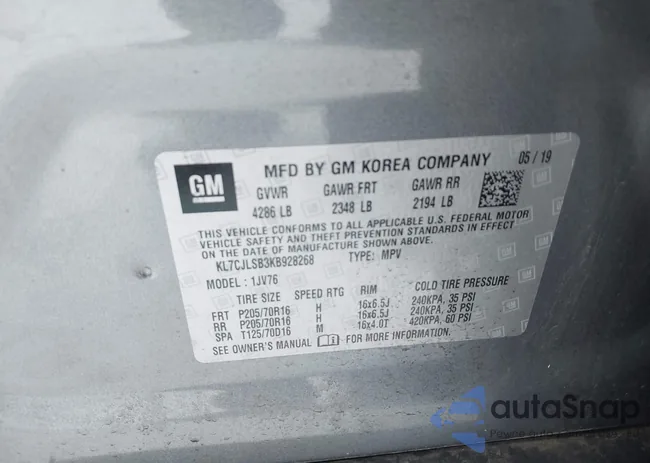 GM MFD BY GM KOREA COMPANY 05/19
GVWR GAWR FRT GAWR RR
4286 LB 2348 LB 2194 LB
THIS VEHICLE CONFORMS TO ALL APPLICABLE U.S. FEDERAL MOTOR
VEHICLE SAFETY AND THEFT PREVENTION STANDARDS IN EFFECT
ON THE DATE OF MANUFACTURE SHOWN ABOVE.
KL7CJLSB3KB928268 TYPE: MPV
MODEL: 1JV76
TIRE SIZE SPEED RTG RIM COLD TIRE PRESSURE
FRT P205/70R16 H 16x6.5J 240KPA, 35 PSI
RR P205/70R16 H 16x6.5J 240KPA, 35 PSI
SPA T125/70D16 M 16x4.0T 420KPA, 60 PSI
SEE OWNER'S MANUAL FOR MORE INFORMATION.
autoSnap
Pewne auto z USA